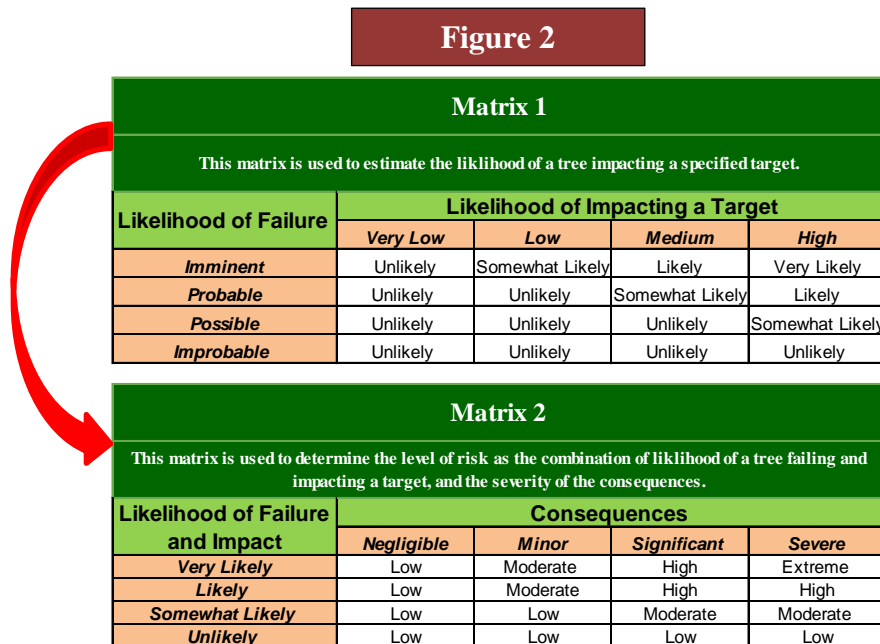 Figure 2
Matrix 1
This matrix is used to estimate the liklihood of a tree impacting a specified target.
Likelihood of Failure
Likelihood of Impacting a Target
Very Low Low Medium High
Imminent Unlikely Somewhat Likely Likely Very Likely
Probable Unlikely Unlikely Somewhat Likely Likely
Possible Unlikely Unlikely Unlikely Somewhat Likely
Improbable Unlikely Unlikely Unlikely Unlikely
Matrix 2
This matrix is used to determine the level of risk as the combination of liklihood of a tree failing and
impacting a target, and the severity of the consequences.
Likelihood of Failure
and Impact
Consequences
Negligible Minor Significant Severe
Very Likely Low Moderate High Extreme
Likely Low Moderate High High
Somewhat Likely Low Low Moderate Moderate
Unlikely Low Low Low Low